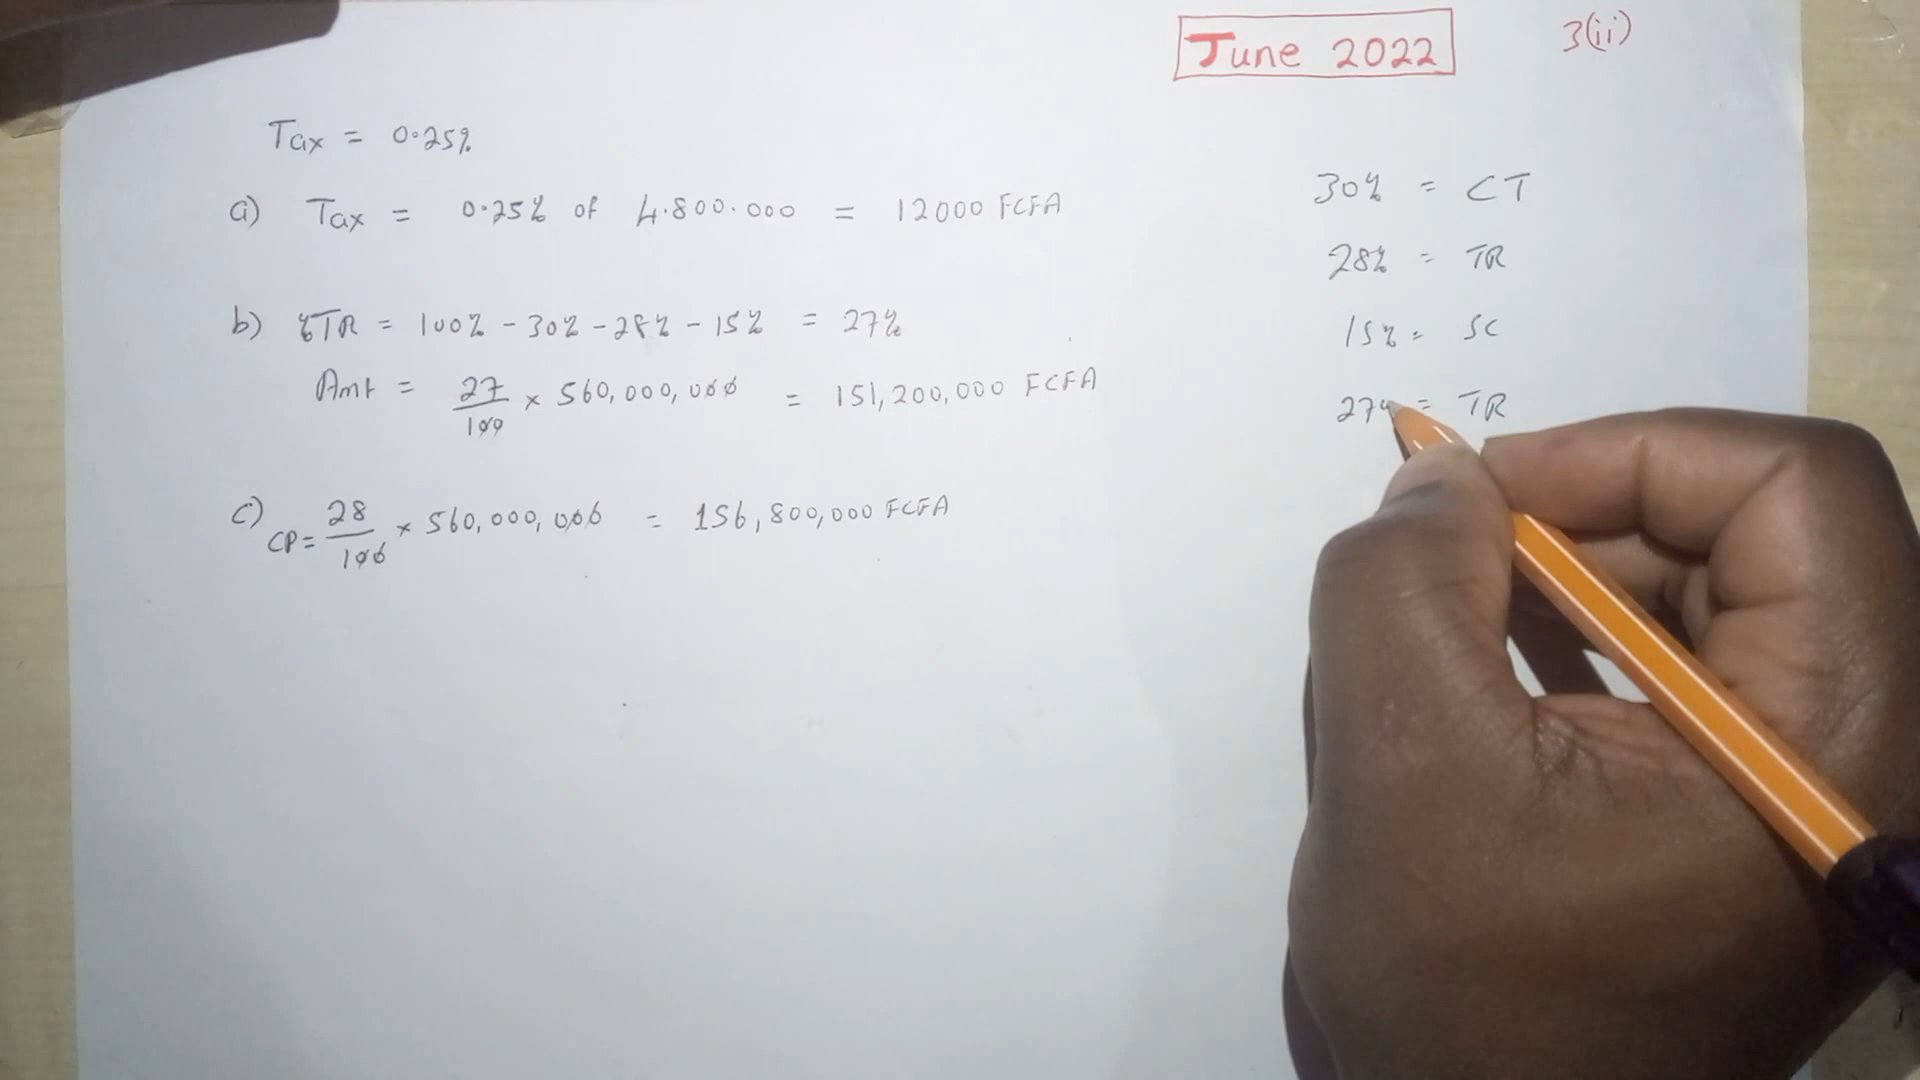 June 2022
3(ii)
Tax = 0.25%
a) Tax = 0.25% of 4.800.000 = 12000 FCFA
b) %TR = 100% - 30% - 28% - 15% = 27%
Amt = 27/100 × 560,000,000 = 151,200,000 FCFA
c) CP = 28/100 × 560,000,000 = 156,800,000 FCFA
30% = CT
28% = TR
15% = SC
27% = TR